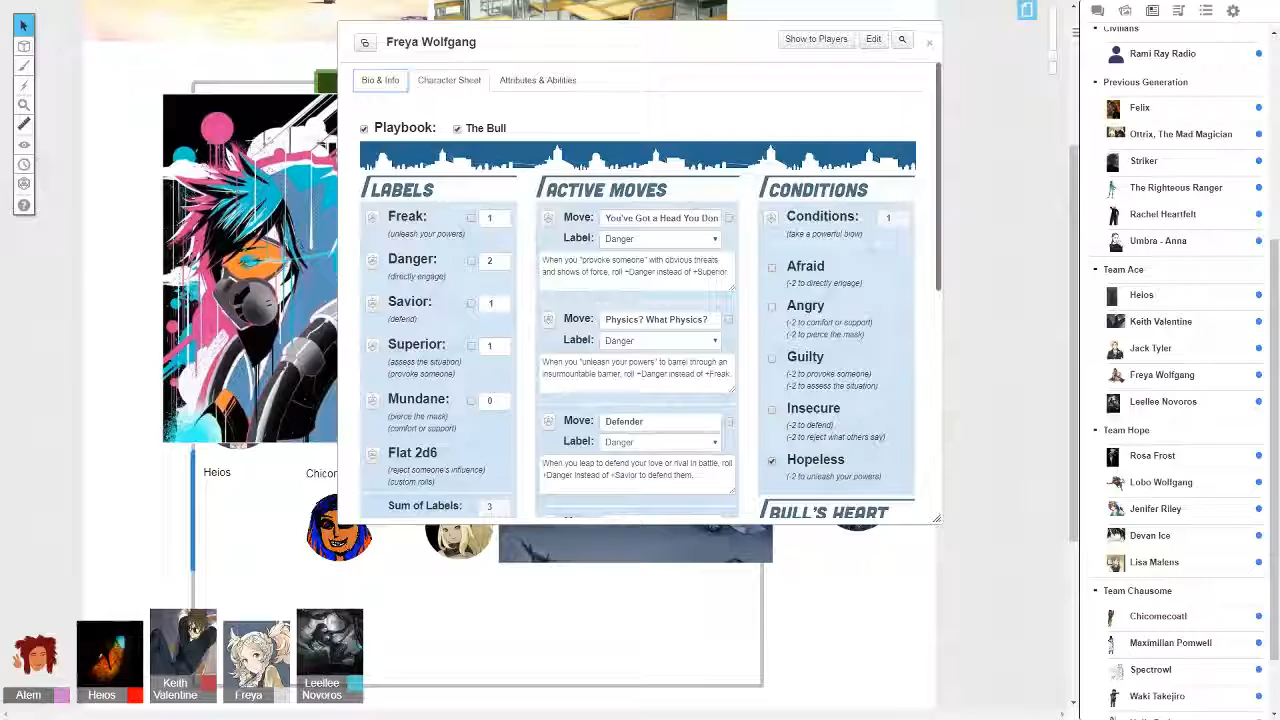 Freya Wolfgang
Show to Players
Edit
Bio & Info
Character Sheet
Attributes & Abilities
Playbook:
The Bull
LABELS
Freak:
1
(unleash your powers)
Danger:
2
(directly engage)
Savior:
-1
(defend)
Superior:
1
(assess the situation)
(provoke someone)
Mundane:
0
(pierce the mask)
(comfort or support)
Flat 2d6
(reject someone's influence)
(custom rolls)
Sum of Labels:
3
ACTIVE MOVES
Move:
You've Got a Head You Don
Label:
Danger
When you "provoke someone" with obvious threats
and shows of force, roll +Danger instead of +Superior.
Move:
Physics? What Physics?
Label:
Danger
When you "unleash your powers" to barrel through an
insurmountable barrier, roll +Danger instead of +Freak.
Move:
Defender
Label:
Danger
When you leap to defend your love or rival in battle, roll
+Danger instead of +Savior to defend them,...
CONDITIONS
Conditions:
1
(take a powerful blow)
Afraid
(-2 to directly engage)
Angry
(-2 to comfort or support)
(-2 to pierce the mask)
Guilty
(-2 to provoke someone)
(-2 to assess the situation)
Insecure
(-2 to defend)
(-2 to reject what others say)
Hopeless
(-2 to unleash your powers)
BULL'S HEART
Heios
Chicom
Atem
Heios
Keith
Valentine
Freya
Leellee
Novoros
Civilians
Rami Ray Radio
Previous Generation
Felix
Ottrix, The Mad Magician
Striker
The Righteous Ranger
Rachel Heartfelt
Umbra - Anna
Team Ace
Heios
Keith Valentine
Jack Tyler
Freya Wolfgang
Leellee Novoros
Team Hope
Rosa Frost
Lobo Wolfgang
Jenifer Riley
Devan Ice
Lisa Malens
Team Chausome
Chicomecoatl
Maximilian Pomwell
Spectrowl
Waki Takejiro